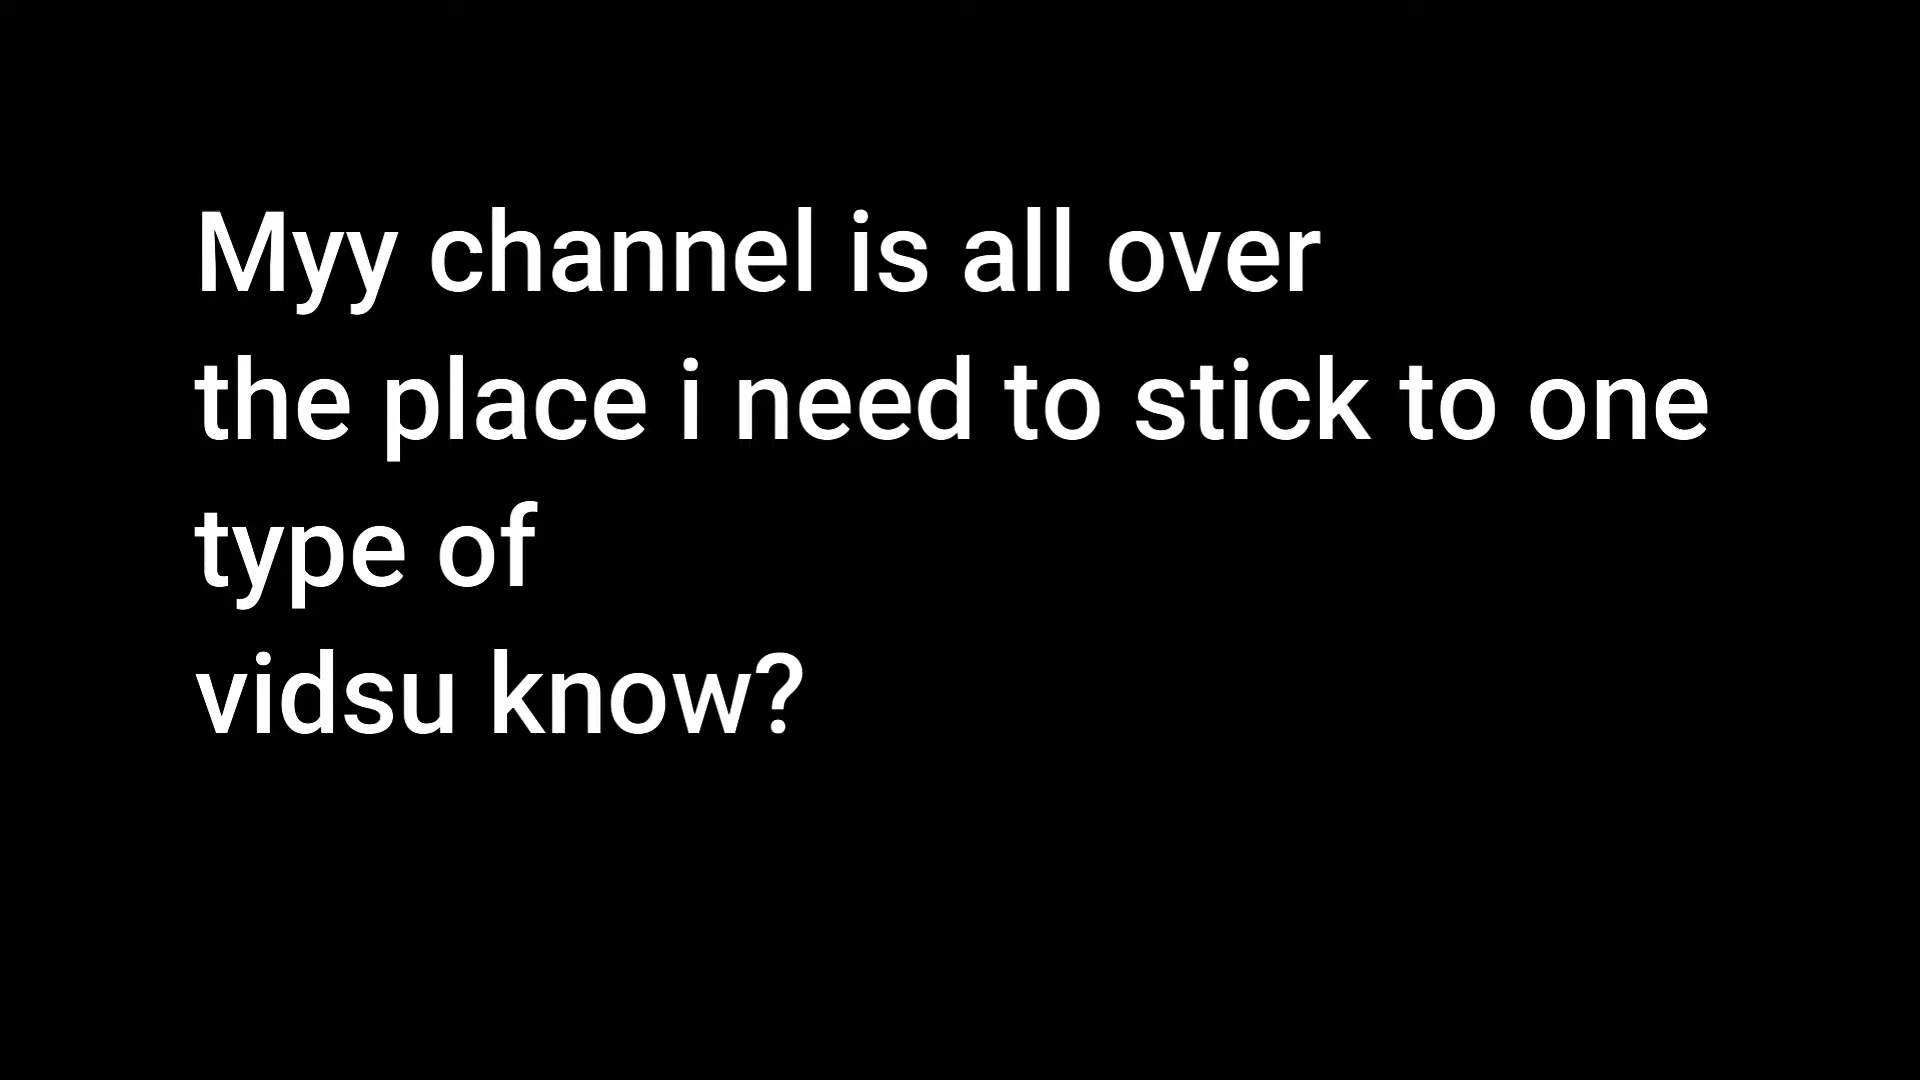 Myy channel is all over
the place i need to stick to one
type of
vidsu know?